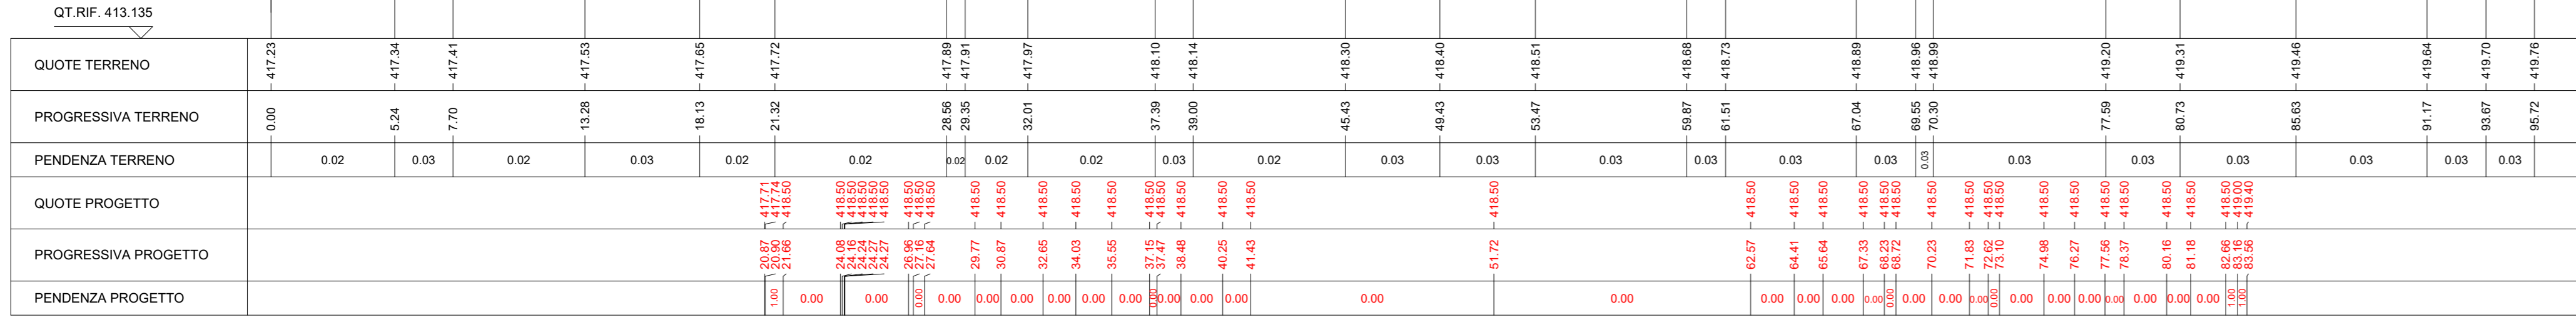 QT.RIF. 413.135
QUOTE TERRENO 417.23 417.34 417.41 417.53 417.65 417.72 417.89 417.91 417.97 418.10 418.14 418.30 418.40 418.51 418.68 418.73 418.89 418.96 418.99 419.20 419.31 419.46 419.64 419.70 419.76
PROGRESSIVA TERRENO 0.00 5.24 7.70 13.28 18.13 21.32 28.56 29.35 32.01 37.39 39.00 45.43 49.43 53.47 59.87 61.51 67.04 69.55 70.30 77.59 80.73 85.63 91.17 93.67 95.72
PENDENZA TERRENO 0.02 0.03 0.02 0.03 0.02 0.02 0.02 0.02 0.02 0.03 0.02 0.03 0.03 0.03 0.03 0.03 0.03 0.03 0.03 0.03 0.03 0.03 0.03 0.03
QUOTE PROGETTO 417.71 417.74 418.50 418.50 418.50 418.50 418.50 418.50 418.50 418.50 418.50 418.50 418.50 418.50 418.50 418.50 418.50 418.50 418.50 418.50 418.50 418.50 418.50 418.50 418.50 418.50 418.50 418.50 418.50 418.50 418.50 418.50 418.50 418.50 418.50 418.50 418.50 418.50 418.50 419.00 419.40
PROGRESSIVA PROGETTO 20.87 20.90 21.66 24.08 24.16 24.24 24.27 24.27 26.96 27.16 27.64 29.77 30.87 32.65 34.03 35.55 37.15 37.47 38.48 40.25 41.43 51.72 62.57 64.41 65.64 67.33 68.23 68.72 70.23 71.83 72.62 73.10 74.98 76.27 77.56 78.37 80.16 81.18 82.66 83.16 83.56
PENDENZA PROGETTO 1.00 0.00 0.00 0.00 0.00 0.00 0.00 0.00 0.00 0.00 0.00 0.00 0.00 0.00 0.00 0.00 0.00 0.00 0.00 0.00 0.00 0.00 0.00 0.00 0.00 0.00 0.00 0.00 0.00 0.00 0.00 0.00 1.00 1.00